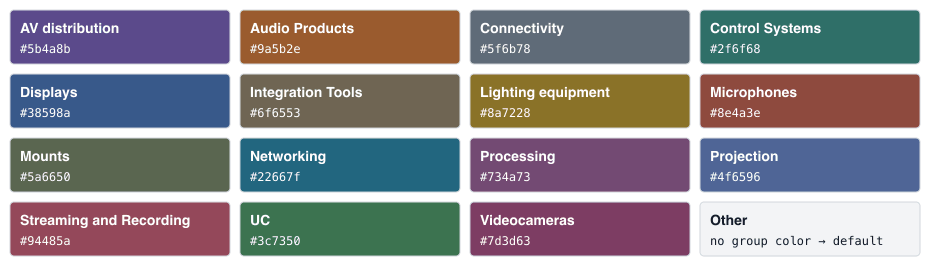 AV distribution
#5b4a8b
Audio Products
#9a5b2e
Connectivity
#5f6b78
Control Systems
#2f6f68
Displays
#38598a
Integration Tools
#6f6553
Lighting equipment
#8a7228
Microphones
#8e4a3e
Mounts
#5a6650
Networking
#22667f
Processing
#734a73
Projection
#4f6596
Streaming and Recording
#94485a
UC
#3c7350
Videocameras
#7d3d63
Other
no group color → default